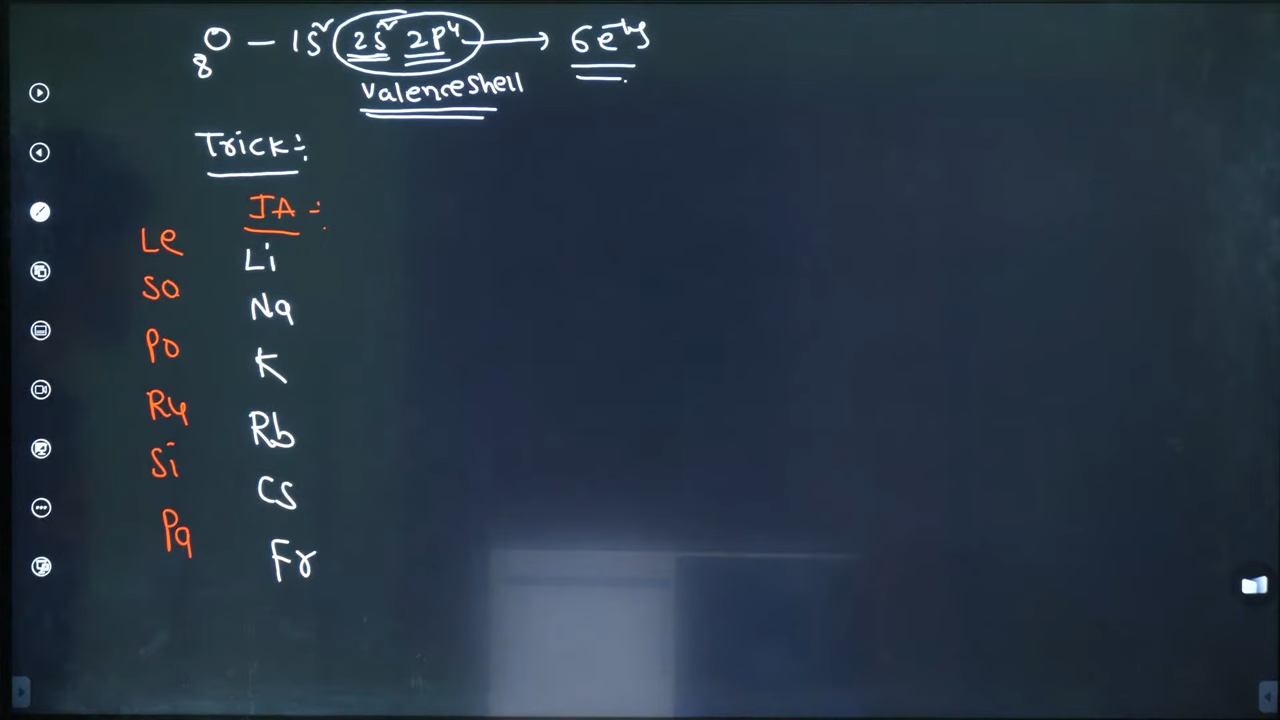 ₈O — 1s² 2s² 2p⁴ → 6e⁻ˢ
Valence Shell
Trick:
IA :
Le Li
So Na
Po K
Ru Rb
Si Cs
Pa Fr